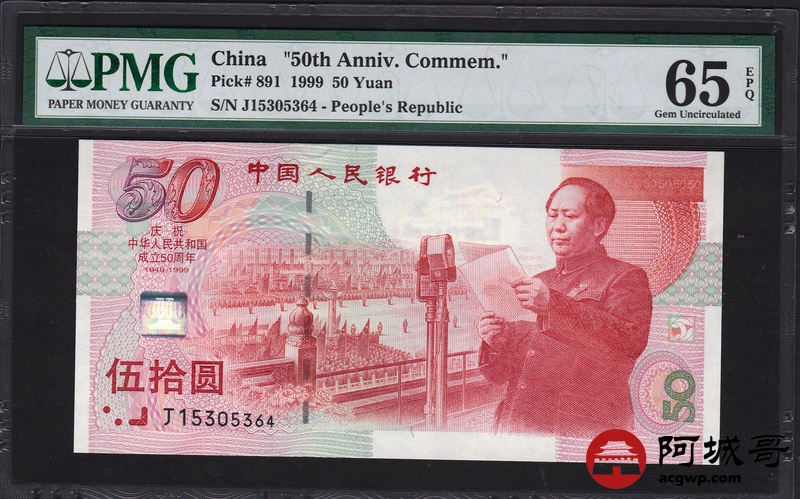 PMG
PAPER MONEY GUARANTY
China "50th Anniv. Commem."
Pick# 891 1999 50 Yuan
S/N J15305364 - People's Republic
65 EPQ
Gem Uncirculated
50
中国人民银行
庆祝
中华人民共和国
成立50周年
1949-1999
伍拾圆
J15305364
50
阿城哥
acgwp.com